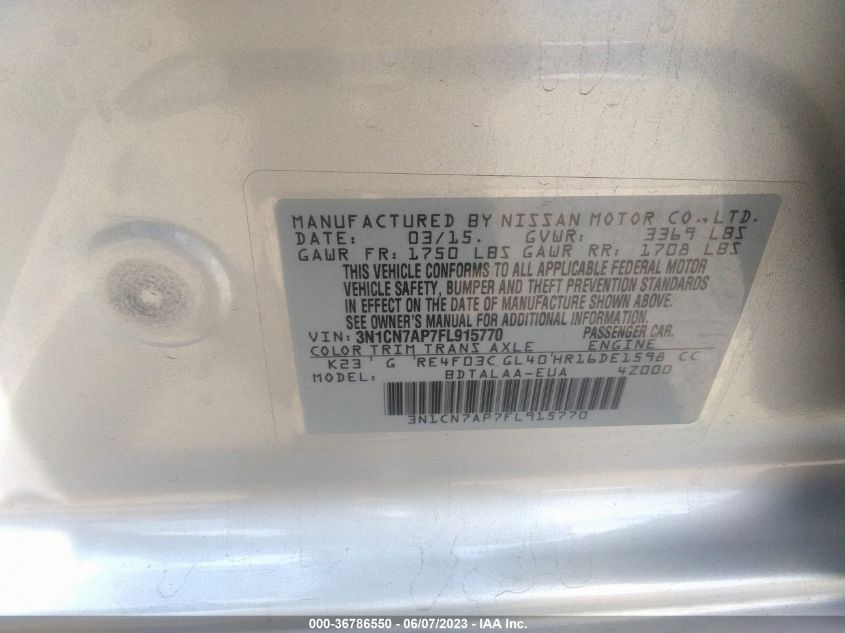 MANUFACTURED BY NISSAN MOTOR CO.,LTD.
DATE: 03/15. GVWR: 3369 LBS
GAWR FR: 1750 LBS GAWR RR: 1708 LBS
THIS VEHICLE CONFORMS TO ALL APPLICABLE FEDERAL MOTOR
VEHICLE SAFETY, BUMPER AND THEFT PREVENTION STANDARDS
IN EFFECT ON THE DATE OF MANUFACTURE SHOWN ABOVE.
SEE OWNER'S MANUAL FOR ADDITIONAL INFORMATION.
VIN: 3N1CN7AP7FL915770 PASSENGER CAR.
COLOR TRIM TRANS AXLE ENGINE
K23 G RE4F03C GL40 HR16DE1598 CC
MODEL: BDTALAA-EUA 4Z000
3N1CN7AP7FL915770
000-36786550 | 06/07/2023 | IAA Inc.